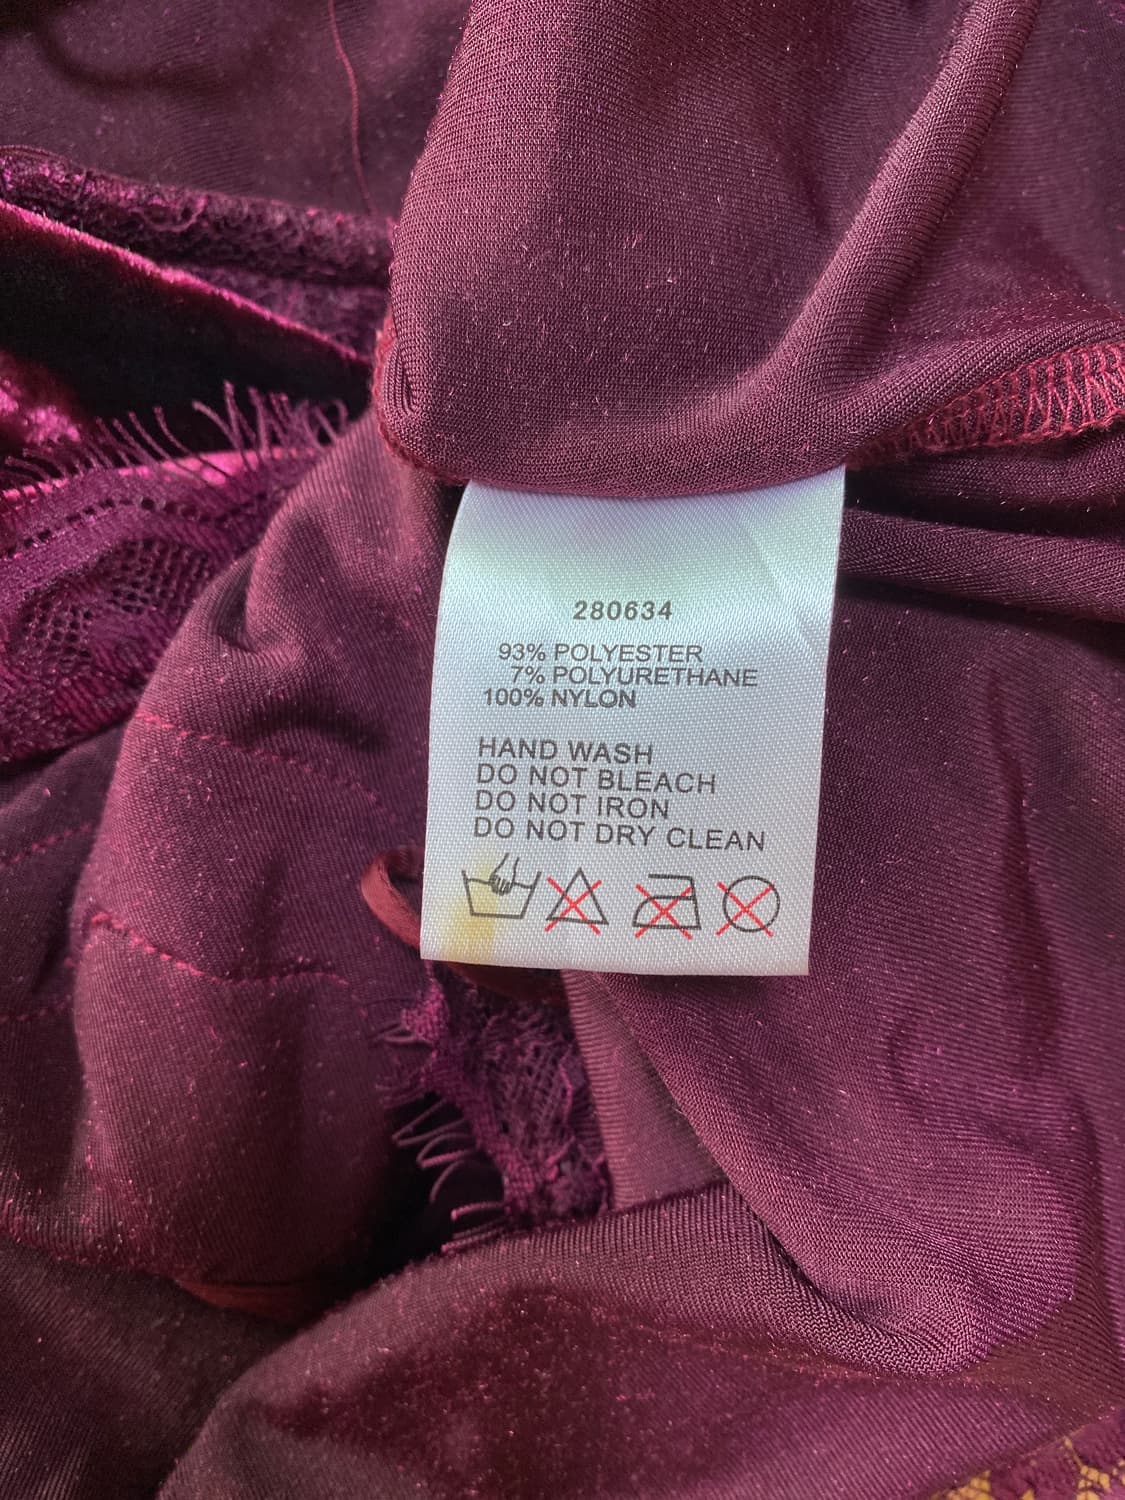 280634
93% POLYESTER
7% POLYURETHANE
100% NYLON
HAND WASH
DO NOT BLEACH
DO NOT IRON
DO NOT DRY CLEAN